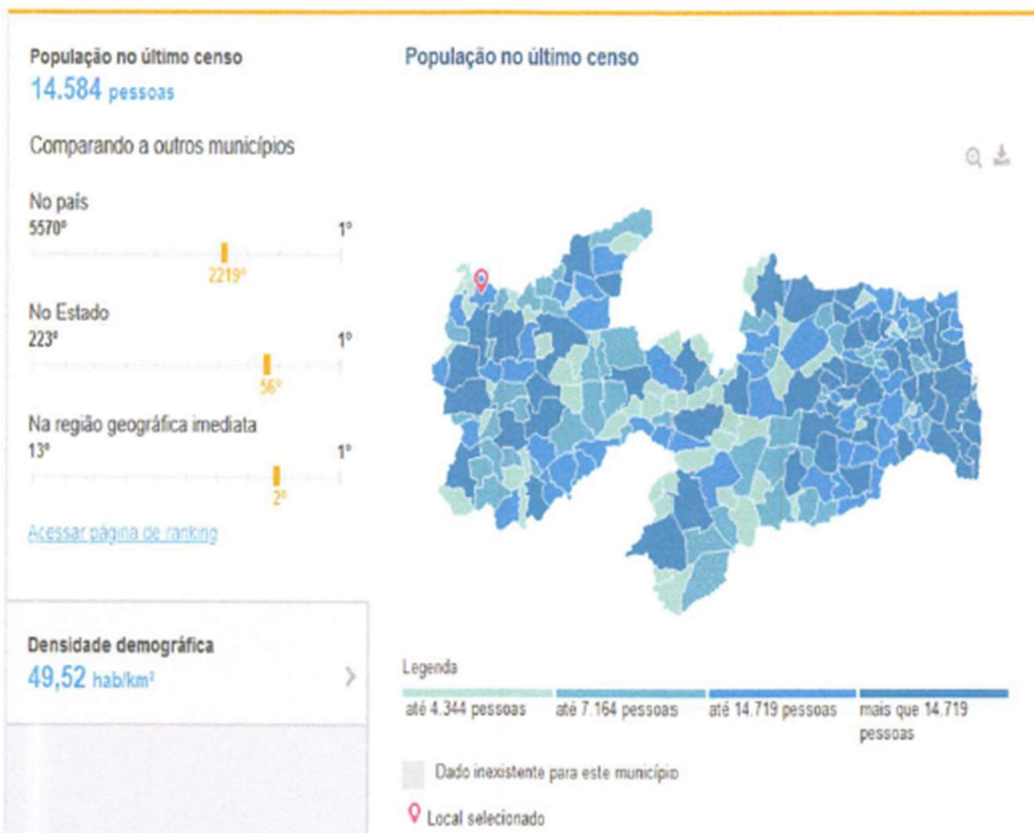 População no último censo
14.584 pessoas
Comparando a outros municípios
No país
5570º 1º
2219º
No Estado
223º 1º
56º
Na região geográfica imediata
13º 1º
2º
Acessar página de ranking
Densidade demográfica
49,52 hab/km²
População no último censo
Legenda
até 4.344 pessoas
até 7.164 pessoas
até 14.719 pessoas
mais que 14.719
pessoas
Dado inexistente para este município
Local selecionado